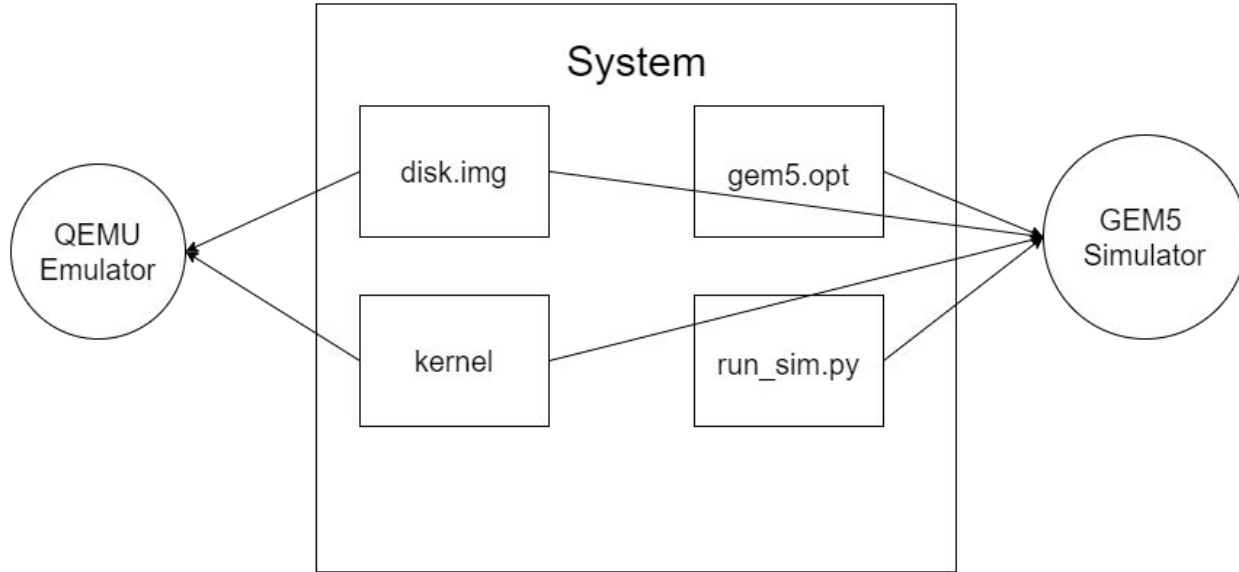 System
disk.img
gem5.opt
QEMU
Emulator
GEM5
Simulator
kernel
run_sim.py